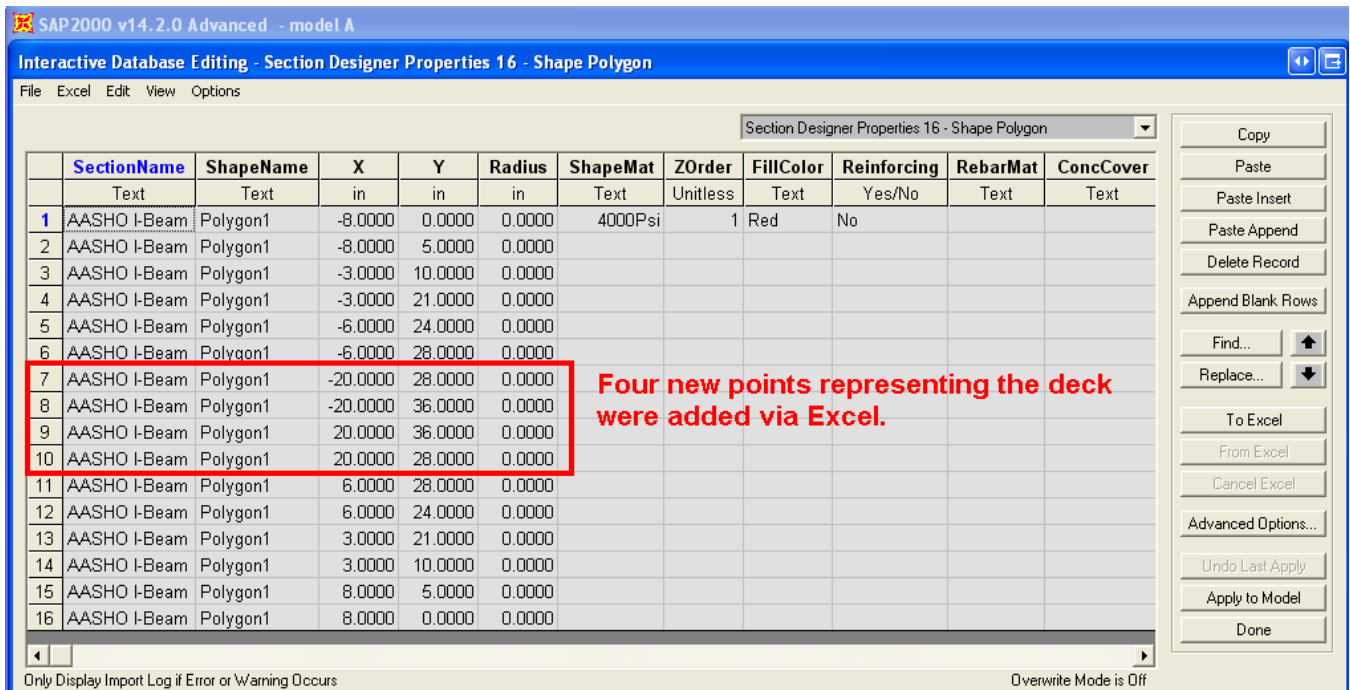 SAP2000 v14.2.0 Advanced - model A
Interactive Database Editing - Section Designer Properties 16 - Shape Polygon
File Excel Edit View Options
Section Designer Properties 16 - Shape Polygon
SectionName ShapeName X Y Radius ShapeMat ZOrder FillColor Reinforcing RebarMat ConcCover
Text Text in in in Text Unitless Text Yes/No Text Text
1 AASHO I-Beam Polygon1 -8.0000 0.0000 0.0000 4000Psi 1 Red No
2 AASHO I-Beam Polygon1 -8.0000 5.0000 0.0000
3 AASHO I-Beam Polygon1 -3.0000 10.0000 0.0000
4 AASHO I-Beam Polygon1 -3.0000 21.0000 0.0000
5 AASHO I-Beam Polygon1 -6.0000 24.0000 0.0000
6 AASHO I-Beam Polygon1 -6.0000 28.0000 0.0000
7 AASHO I-Beam Polygon1 -20.0000 28.0000 0.0000
8 AASHO I-Beam Polygon1 -20.0000 36.0000 0.0000
9 AASHO I-Beam Polygon1 20.0000 36.0000 0.0000
10 AASHO I-Beam Polygon1 20.0000 28.0000 0.0000
11 AASHO I-Beam Polygon1 6.0000 28.0000 0.0000
12 AASHO I-Beam Polygon1 6.0000 24.0000 0.0000
13 AASHO I-Beam Polygon1 3.0000 21.0000 0.0000
14 AASHO I-Beam Polygon1 3.0000 10.0000 0.0000
15 AASHO I-Beam Polygon1 8.0000 5.0000 0.0000
16 AASHO I-Beam Polygon1 8.0000 0.0000 0.0000
Four new points representing the deck
were added via Excel.
Copy
Paste
Paste Insert
Paste Append
Delete Record
Append Blank Rows
Find...
Replace...
To Excel
From Excel
Cancel Excel
Advanced Options...
Undo Last Apply
Apply to Model
Done
Only Display Import Log if Error or Warning Occurs
Overwrite Mode is Off